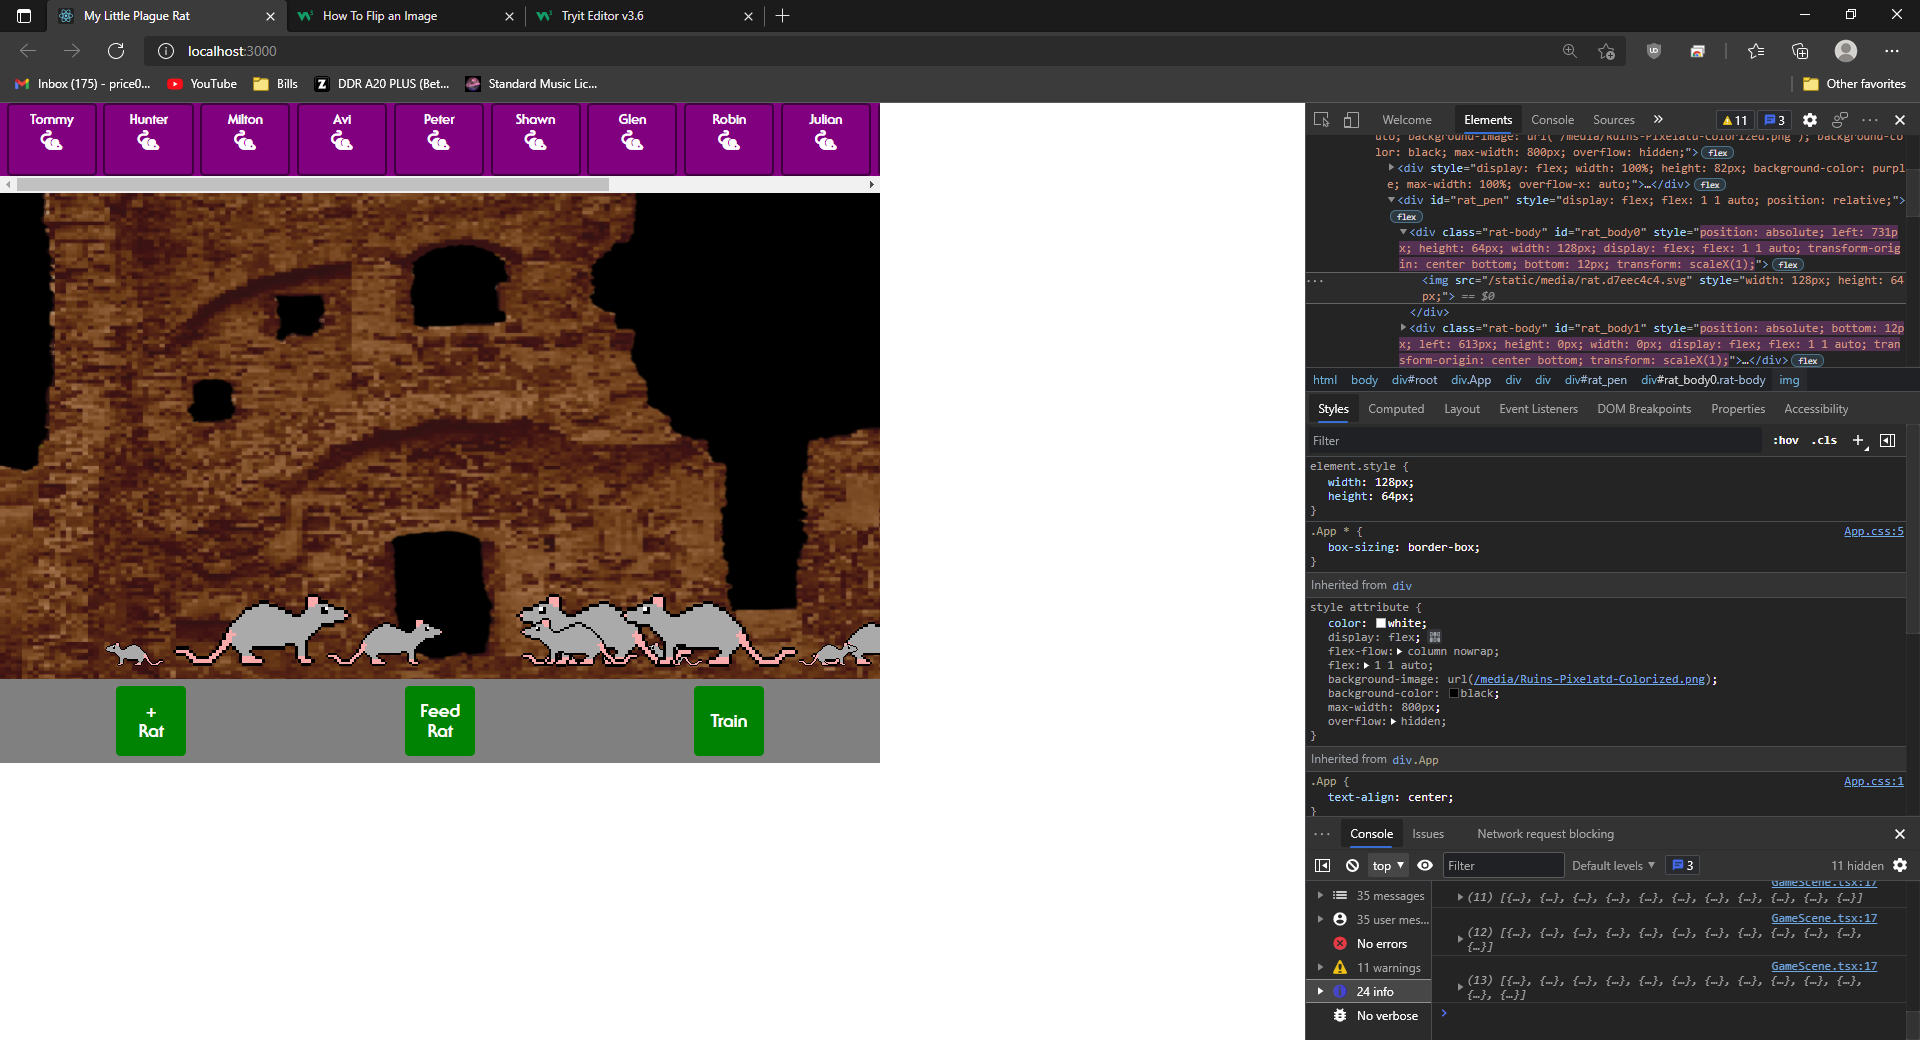 My Little Plague Rat
How To Flip an Image
Tryit Editor v3.6
localhost:3000
Inbox (175) - price0...
YouTube
Bills
DDR A20 PLUS (Bet...
Standard Music Lic...
Other favorites
Tommy
Hunter
Milton
Avi
Peter
Shawn
Glen
Robin
Julian
+
Rat
Feed
Rat
Train
Welcome
Elements
Console
Sources
11
3
uto; background-image: url("/media/Ruins-Pixelatd-Colorized.png"); background-co
lor: black; max-width: 800px; overflow: hidden;"> flex
<div style="display: flex; width: 100%; height: 82px; background-color: purpl
e; max-width: 100%; overflow-x: auto;">…</div> flex
<div id="rat_pen" style="display: flex; flex: 1 1 auto; position: relative;">
flex
<div class="rat-body" id="rat_body0" style="position: absolute; left: 731p
x; height: 64px; width: 128px; display: flex; flex: 1 1 auto; transform-orig
in: center bottom; bottom: 12px; transform: scaleX(1);"> flex
<img src="/static/media/rat.d7eec4c4.svg" style="width: 128px; height: 64
px;"> == $0
</div>
<div class="rat-body" id="rat_body1" style="position: absolute; bottom: 12p
x; left: 613px; height: 0px; width: 0px; display: flex; flex: 1 1 auto; tran
sform-origin: center bottom; transform: scaleX(1);">…</div> flex
html body div#root div.App div div div#rat_pen div#rat_body0.rat-body img
Styles
Computed
Layout
Event Listeners
DOM Breakpoints
Properties
Accessibility
Filter
:hov .cls +
element.style {
width: 128px;
height: 64px;
}
.App * {
App.css:5
box-sizing: border-box;
}
Inherited from div
style attribute {
color: white;
display: flex;
flex-flow: column nowrap;
flex: 1 1 auto;
background-image: url(/media/Ruins-Pixelatd-Colorized.png);
background-color: black;
max-width: 800px;
overflow: hidden;
}
Inherited from div.App
.App {
App.css:1
text-align: center;
}
Console
Issues
Network request blocking
top
Filter
Default levels
3
11 hidden
35 messages
35 user mes...
No errors
11 warnings
24 info
No verbose
GameScene.tsx:17
(11) [{…}, {…}, {…}, {…}, {…}, {…}, {…}, {…}, {…}, {…}, {…}]
GameScene.tsx:17
(12) [{…}, {…}, {…}, {…}, {…}, {…}, {…}, {…}, {…}, {…}, {…},
{…}]
GameScene.tsx:17
(13) [{…}, {…}, {…}, {…}, {…}, {…}, {…}, {…}, {…}, {…}, {…},
{…}, {…}]